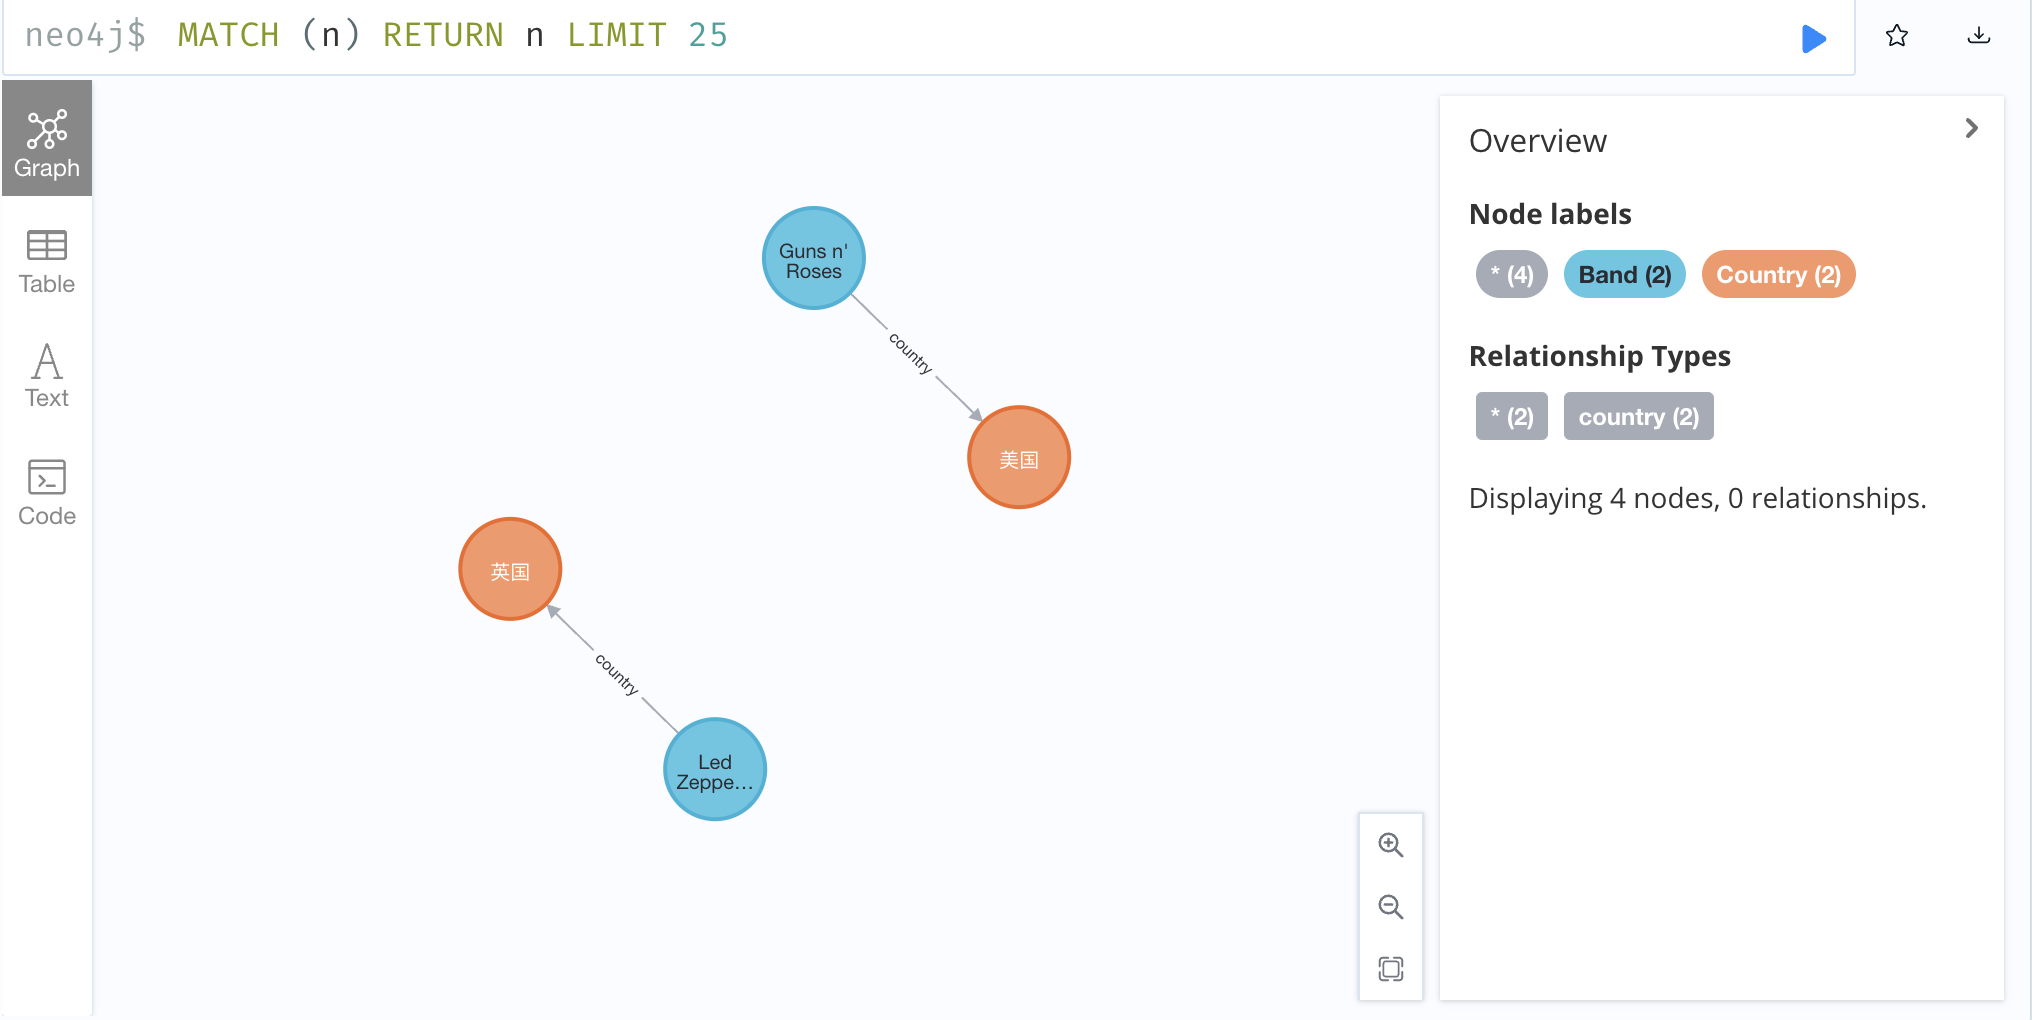 neo4j$ MATCH (n) RETURN n LIMIT 25
Graph
Table
Text
Code
Guns n'
Roses
country
美国
英国
country
Led
Zeppe...
Overview
Node labels
* (4) Band (2) Country (2)
Relationship Types
* (2) country (2)
Displaying 4 nodes, 0 relationships.